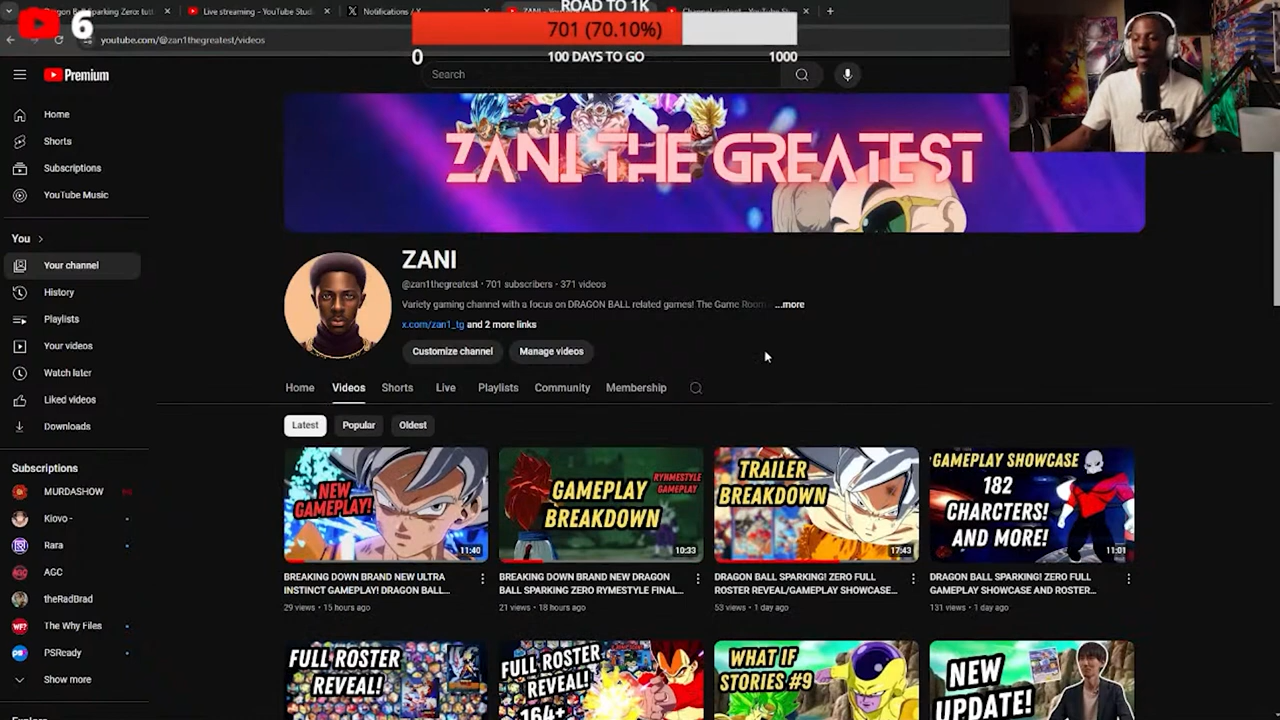 ROAD TO 1K
6
701 (70.10%)
0
100 DAYS TO GO
1000
Ball Sparking Zero:
Live streaming - YouTube Stud
Notifications / X
youtube.com/@zan1thegreatest/videos
Premium
Search
Home
Shorts
Subscriptions
YouTube Music
You
Your channel
History
Playlists
Your videos
Watch later
Liked videos
Downloads
Subscriptions
MURDASHOW
Klovo -
Rara
AGC
theRadBrad
The Why Files
PSReady
Show more
ZANI THE GREATEST
ZANI
@zan1thegreatest · 701 subscribers · 371 videos
Variety gaming channel with a focus on DRAGON BALL related games! The Game Room ...more
x.com/zan1_tg and 2 more links
Customize channel
Manage videos
Home Videos Shorts Live Playlists Community Membership
Latest Popular Oldest
NEW
GAMEPLAY!
11:40
BREAKING DOWN BRAND NEW ULTRA
INSTINCT GAMEPLAY! DRAGON BALL...
29 views · 15 hours ago
RYHMESTYLE
GAMEPLAY
GAMEPLAY
BREAKDOWN
10:33
BREAKING DOWN BRAND NEW DRAGON
BALL SPARKING ZERO RYMESTYLE FINAL...
21 views · 18 hours ago
TRAILER
BREAKDOWN
17:43
DRAGON BALL SPARKING! ZERO FULL
ROSTER REVEAL/GAMEPLAY SHOWCASE...
53 views · 1 day ago
GAMEPLAY SHOWCASE
182
CHARCTERS!
AND MORE!
11:01
DRAGON BALL SPARKING! ZERO FULL
GAMEPLAY SHOWCASE AND ROSTER...
131 views · 1 day ago
FULL ROSTER
REVEAL!
FULL ROSTER
REVEAL!
164+
WHAT IF
STORIES #9
NEW
UPDATE!